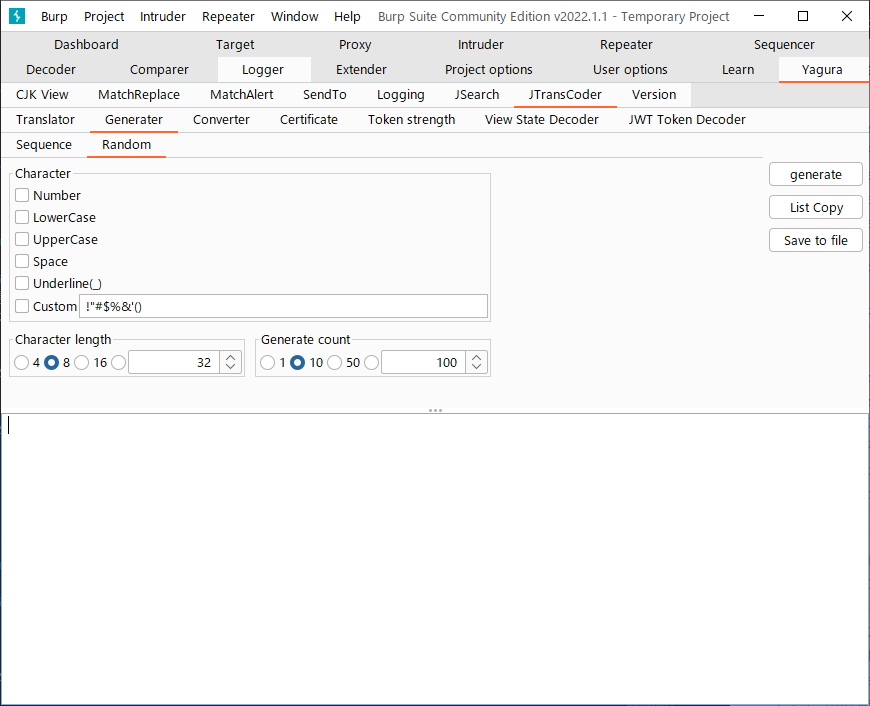 Burp Project Intruder Repeater Window Help Burp Suite Community Edition v2022.1.1 - Temporary Project
Dashboard Target Proxy Intruder Repeater Sequencer
Decoder Comparer Logger Extender Project options User options Learn Yagura
CJK View MatchReplace MatchAlert SendTo Logging JSearch JTransCoder Version
Translator Generater Converter Certificate Token strength View State Decoder JWT Token Decoder
Sequence Random
Character
Number
LowerCase
UpperCase
Space
Underline(_)
Custom !"#$%&'()
Character length
4 8 16 32
Generate count
1 10 50 100
generate
List Copy
Save to file